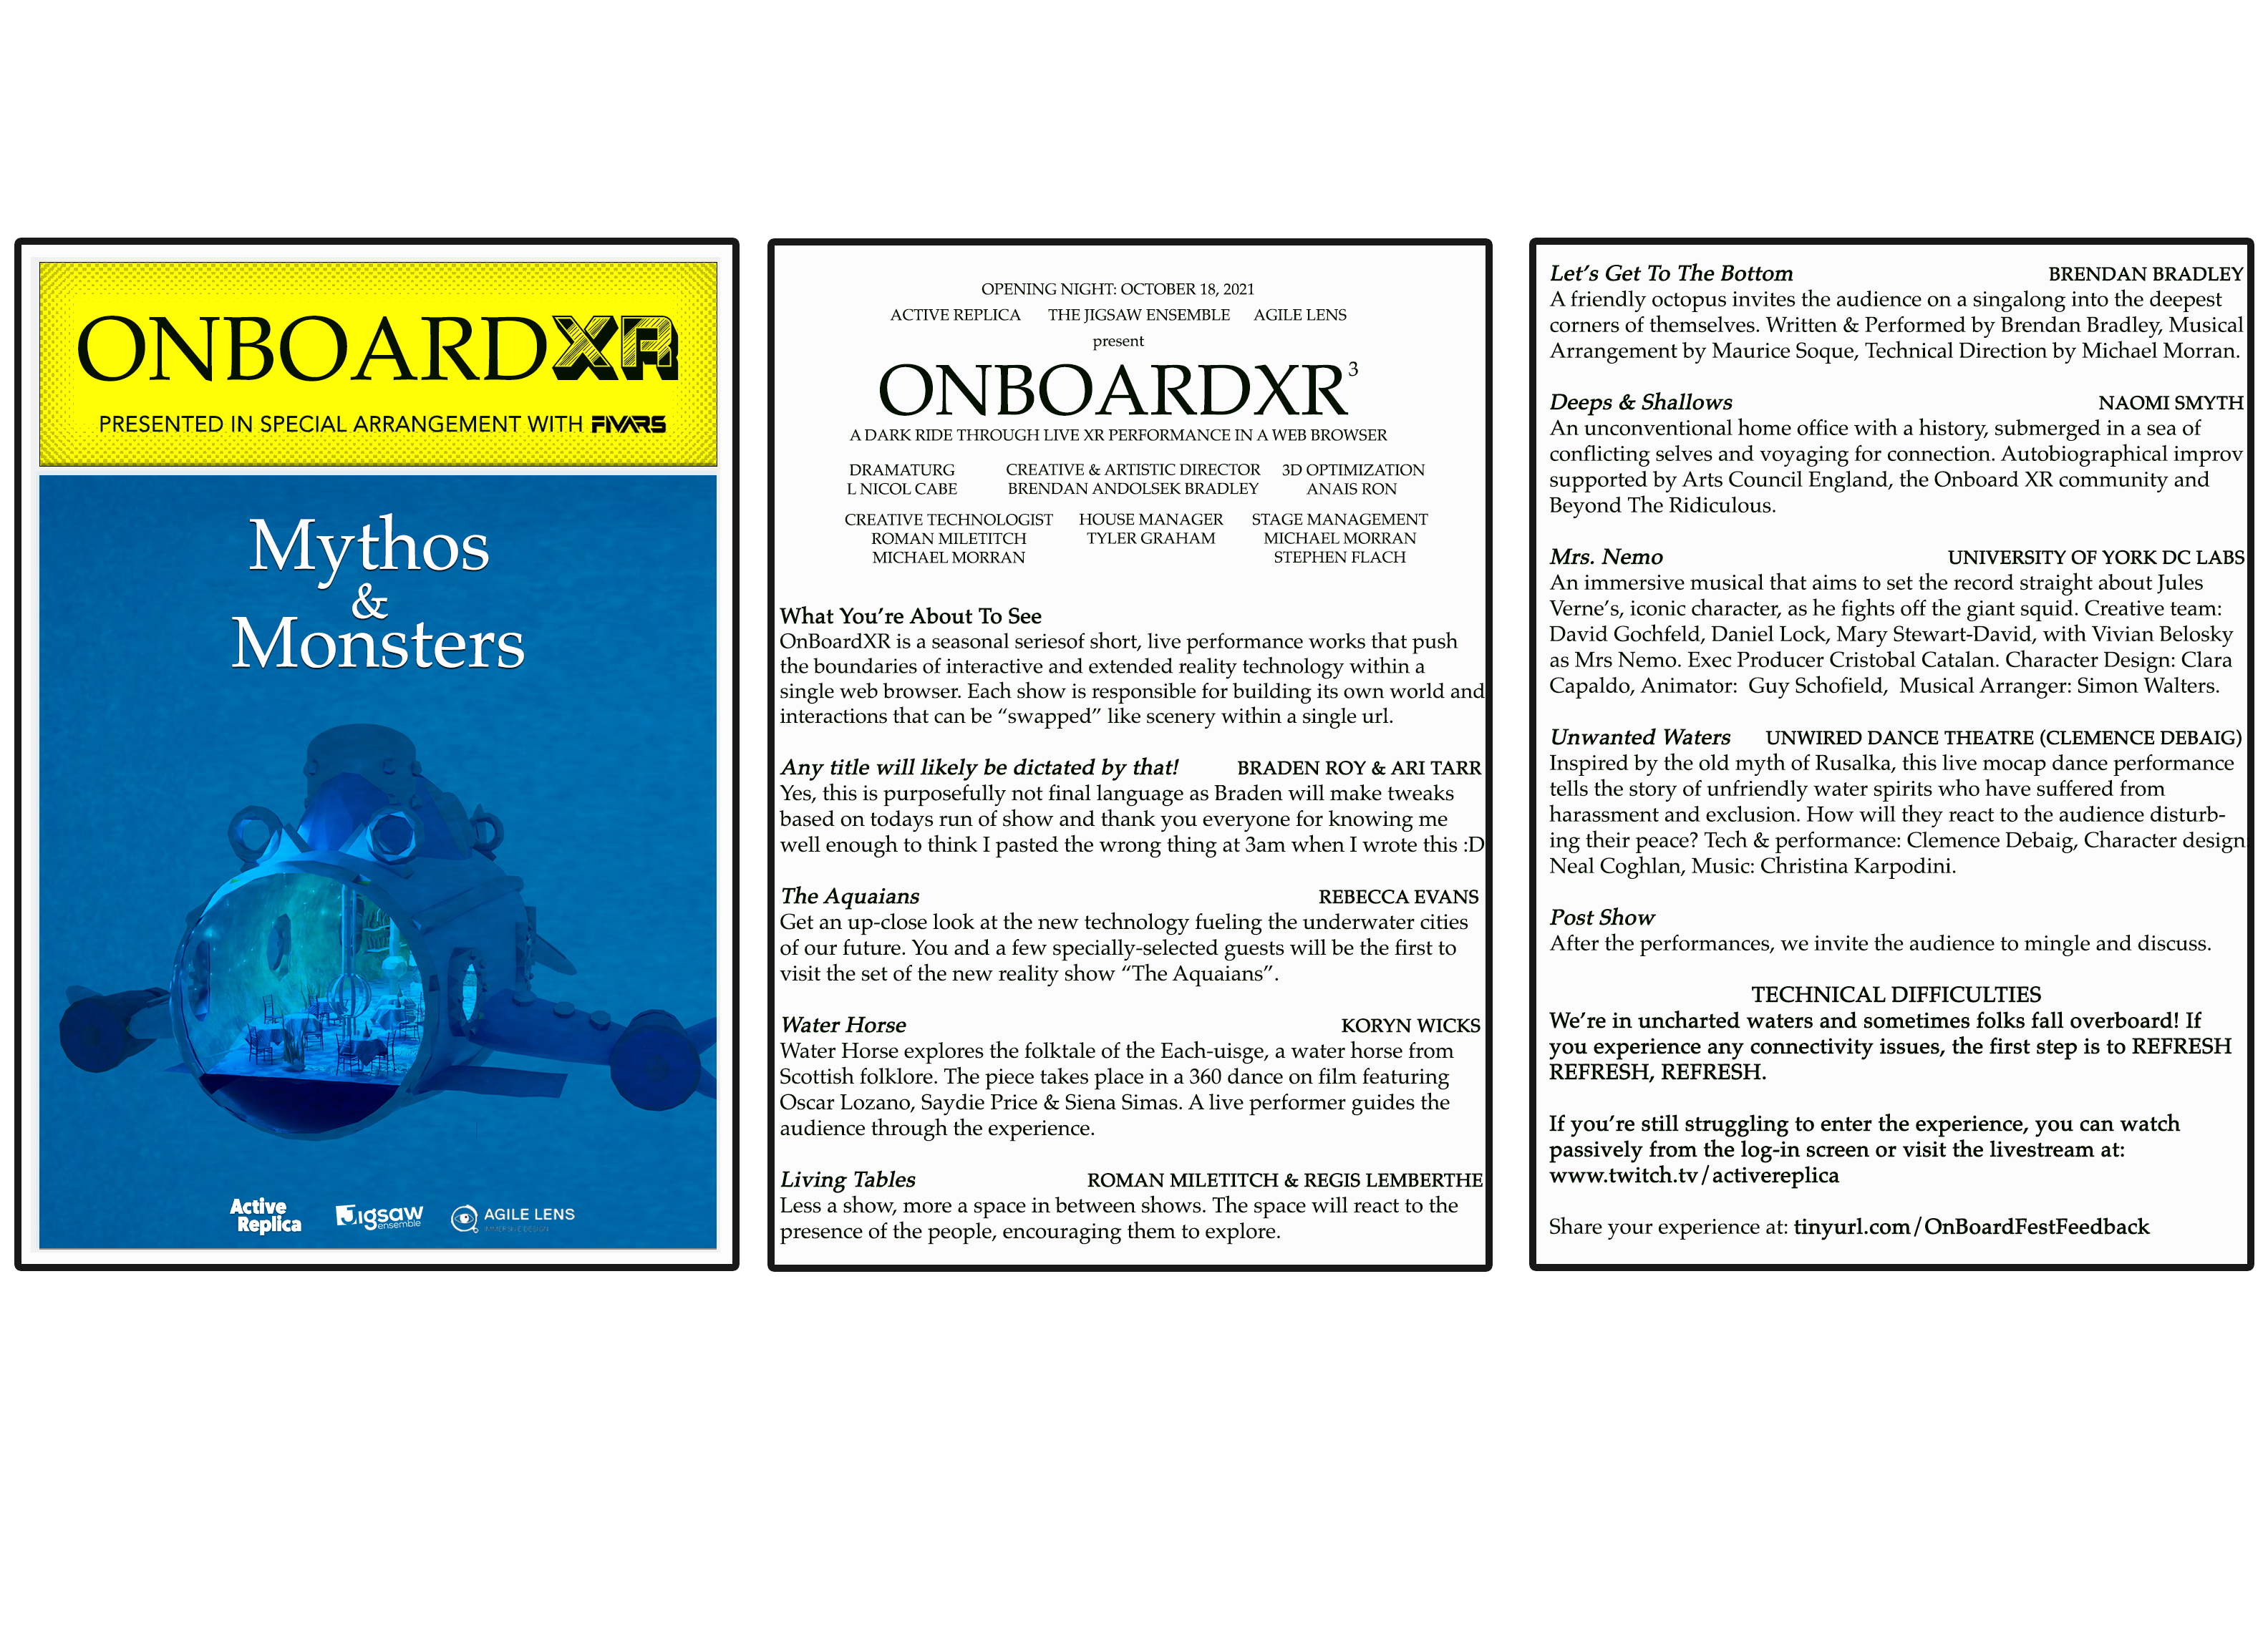 ONBOARDXR
PRESENTED IN SPECIAL ARRANGEMENT WITH FIVARS
Mythos
&
Monsters
Active
Replica
Jigsaw
ensemble
AGILE LENS
IMMERSIVE DESIGN
OPENING NIGHT: OCTOBER 18, 2021
ACTIVE REPLICA THE JIGSAW ENSEMBLE AGILE LENS
present
ONBOARDXR³
A DARK RIDE THROUGH LIVE XR PERFORMANCE IN A WEB BROWSER
DRAMATURG CREATIVE & ARTISTIC DIRECTOR 3D OPTIMIZATION
L NICOL CABE BRENDAN ANDOLSEK BRADLEY ANAIS RON
CREATIVE TECHNOLOGIST HOUSE MANAGER STAGE MANAGEMENT
ROMAN MILETITCH TYLER GRAHAM MICHAEL MORRAN
MICHAEL MORRAN STEPHEN FLACH
What You're About To See
OnBoardXR is a seasonal seriesof short, live performance works that push
the boundaries of interactive and extended reality technology within a
single web browser. Each show is responsible for building its own world and
interactions that can be “swapped” like scenery within a single url.
Any title will likely be dictated by that! BRADEN ROY & ARI TARR
Yes, this is purposefully not final language as Braden will make tweaks
based on todays run of show and thank you everyone for knowing me
well enough to think I pasted the wrong thing at 3am when I wrote this :D
The Aquaians REBECCA EVANS
Get an up-close look at the new technology fueling the underwater cities
of our future. You and a few specially-selected guests will be the first to
visit the set of the new reality show “The Aquaians”.
Water Horse KORYN WICKS
Water Horse explores the folktale of the Each-uisge, a water horse from
Scottish folklore. The piece takes place in a 360 dance on film featuring
Oscar Lozano, Saydie Price & Siena Simas. A live performer guides the
audience through the experience.
Living Tables ROMAN MILETITCH & REGIS LEMBERTHE
Less a show, more a space in between shows. The space will react to the
presence of the people, encouraging them to explore.
Let's Get To The Bottom BRENDAN BRADLEY
A friendly octopus invites the audience on a singalong into the deepest
corners of themselves. Written & Performed by Brendan Bradley, Musical
Arrangement by Maurice Soque, Technical Direction by Michael Morran.
Deeps & Shallows NAOMI SMYTH
An unconventional home office with a history, submerged in a sea of
conflicting selves and voyaging for connection. Autobiographical improv
supported by Arts Council England, the Onboard XR community and
Beyond The Ridiculous.
Mrs. Nemo UNIVERSITY OF YORK DC LABS
An immersive musical that aims to set the record straight about Jules
Verne's, iconic character, as he fights off the giant squid. Creative team:
David Gochfeld, Daniel Lock, Mary Stewart-David, with Vivian Belosky
as Mrs Nemo. Exec Producer Cristobal Catalan. Character Design: Clara
Capaldo, Animator: Guy Schofield, Musical Arranger: Simon Walters.
Unwanted Waters UNWIRED DANCE THEATRE (CLEMENCE DEBAIG)
Inspired by the old myth of Rusalka, this live mocap dance performance
tells the story of unfriendly water spirits who have suffered from
harassment and exclusion. How will they react to the audience disturb-
ing their peace? Tech & performance: Clemence Debaig, Character design:
Neal Coghlan, Music: Christina Karpodini.
Post Show
After the performances, we invite the audience to mingle and discuss.
TECHNICAL DIFFICULTIES
We're in uncharted waters and sometimes folks fall overboard! If
you experience any connectivity issues, the first step is to REFRESH
REFRESH, REFRESH.
If you're still struggling to enter the experience, you can watch
passively from the log-in screen or visit the livestream at:
www.twitch.tv/activereplica
Share your experience at: tinyurl.com/OnBoardFestFeedback